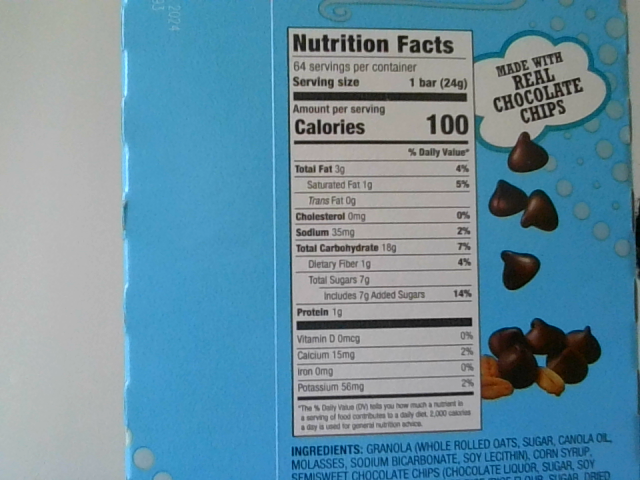 2024
Nutrition Facts
64 servings per container
Serving size 1 bar (24g)
Amount per serving
Calories 100
% Daily Value*
Total Fat 3g 4%
Saturated Fat 1g 5%
Trans Fat 0g
Cholesterol 0mg 0%
Sodium 35mg 2%
Total Carbohydrate 18g 7%
Dietary Fiber 1g 4%
Total Sugars 7g
Includes 7g Added Sugars 14%
Protein 1g
Vitamin D 0mcg 0%
Calcium 15mg 2%
Iron 0mg 0%
Potassium 56mg 2%
*The % Daily Value (DV) tells you how much a nutrient in
a serving of food contributes to a daily diet. 2,000 calories
a day is used for general nutrition advice.
MADE WITH
REAL
CHOCOLATE
CHIPS
INGREDIENTS: GRANOLA (WHOLE ROLLED OATS, SUGAR, CANOLA OIL,
MOLASSES, SODIUM BICARBONATE, SOY LECITHIN), CORN SYRUP,
SEMISWEET CHOCOLATE CHIPS (CHOCOLATE LIQUOR, SUGAR, SOY
FLOUR, SUGAR, DRIED